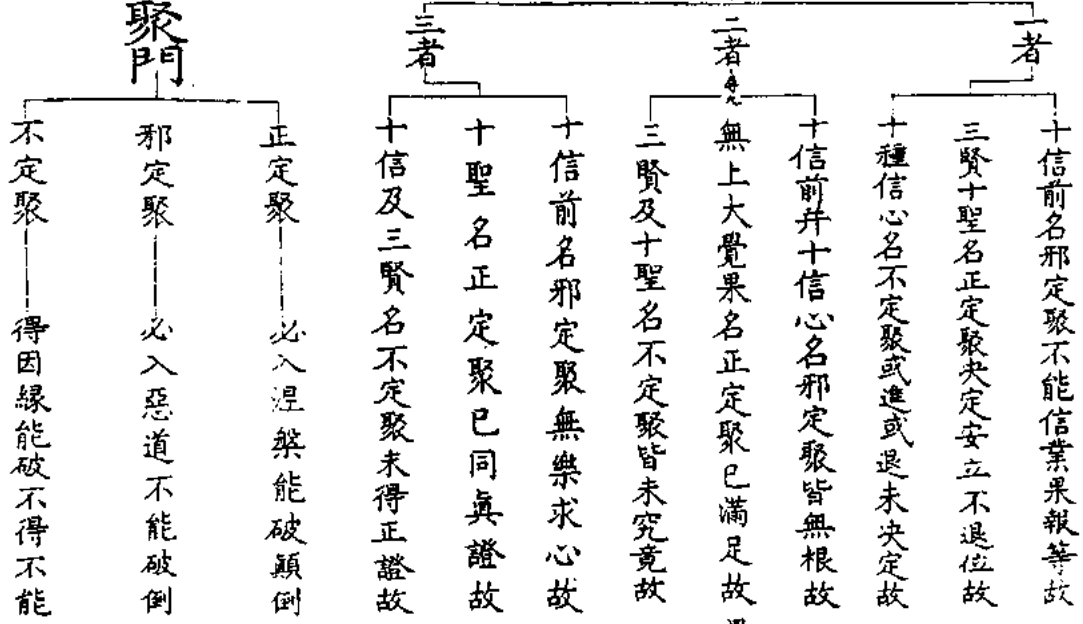 一者
十信前名邪定聚不能信業果報等故
三賢十聖名正定聚决定安立不退位故
十種信心名不定聚或進或退未决定故
二者
十信前并十信心名邪定聚皆無根故
無上大覺果名正定聚已滿足故
三賢及十聖名不定聚皆未究竟故
三者
十信前名邪定聚無樂求心故
十聖名正定聚已同眞證故
十信及三賢名不定聚未得正證故
聚門
正定聚 必入涅槃能破顛倒
邪定聚 必入惡道不能破倒
不定聚 得因緣能破不得不能